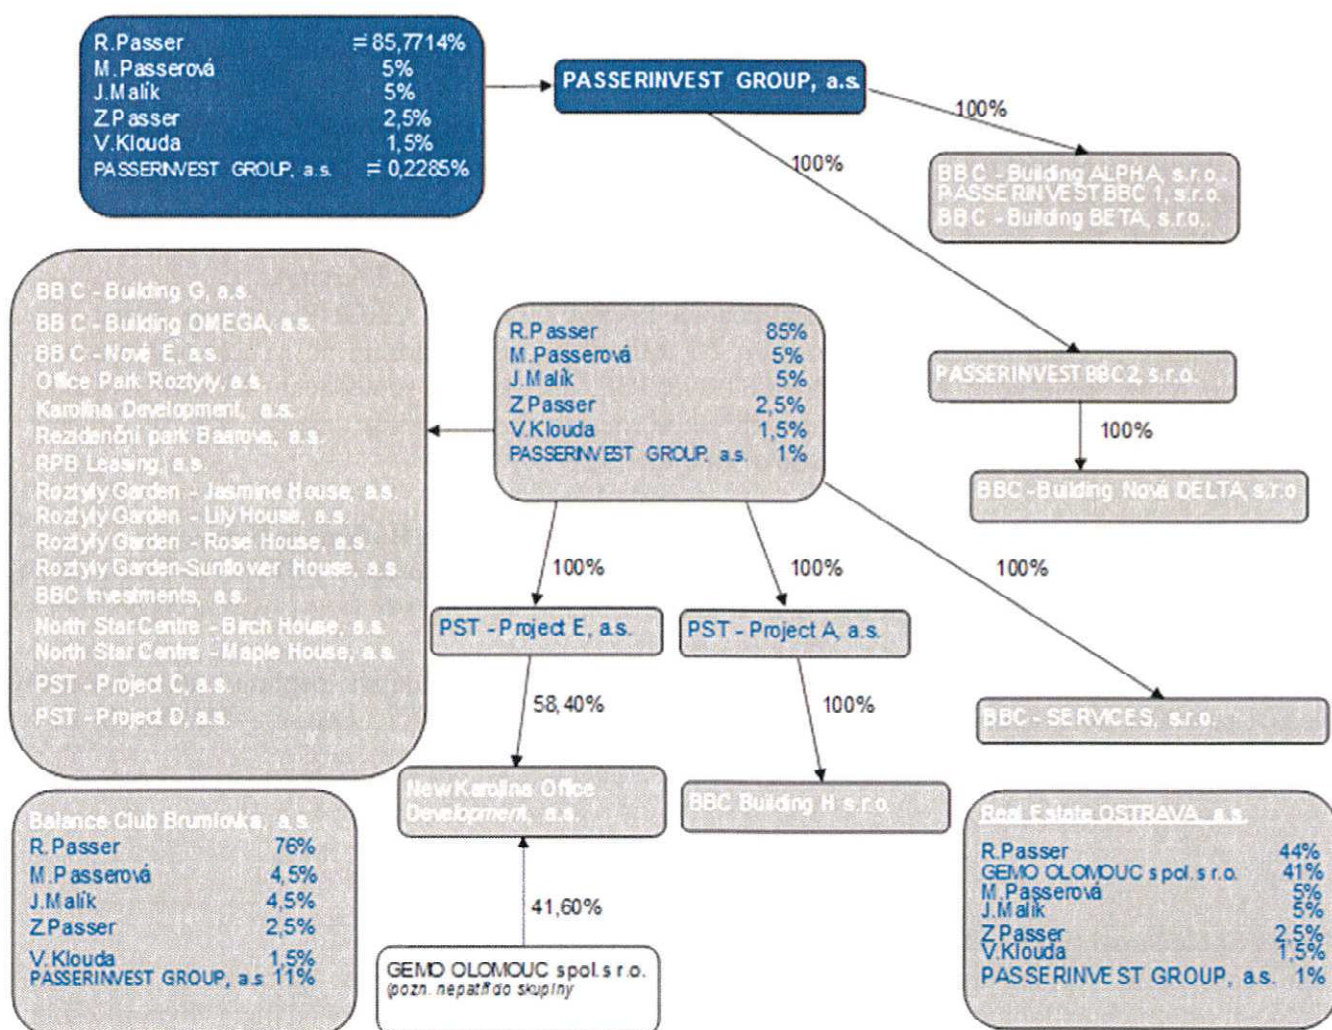 R.Passer ≐ 85,7714%
M.Passerová 5%
J.Malík 5%
Z.Passer 2,5%
V.Klouda 1,5%
PASSERINVEST GROUP, a.s. ≐ 0,2285%
PASSERINVEST GROUP, a.s.
100%
100%
BB C - Building ALPHA, s.r.o..
PASSERINVEST BBC 1, s.r.o.
BB C - Building BETA, s.r.o..
BB C - Building G, a.s.
BB C - Building OMEGA, a.s.
BB C - Nové E, a.s.
Office Park Roztyly, a.s.
Karolina Development, a.s.
Rezidenční park Baarova, a.s.
RPB Leasing, a.s.
Roztyly Garden - Jasmine House, a.s.
Roztyly Garden - Lily House, a.s.
Roztyly Garden - Rose House, a.s.
Roztyly Garden-Sunflower House, a.s
BBC Investments, a.s.
North Star Centre - Birch House, a.s.
North Star Centre - Maple House, a.s.
PST - Project C, a.s.
PST - Project D, a.s.
R.Passer 85%
M.Passerová 5%
J.Malík 5%
Z.Passer 2,5%
V.Klouda 1,5%
PASSERINVEST GROUP, a.s. 1%
PASSERINVEST BBC2, s.r.o.
100%
BBC -Building Nová DELTA, s.r.o
100%
100%
100%
PST - Project E, a.s.
PST - Project A, a.s.
58,40%
100%
BBC - SERVICES, s.r.o.
New Karolina Office
Development, a.s.
BBC Building H s.r.o
Balance Club Brumlovka, a.s.
R.Passer 76%
M.Passerová 4,5%
J.Malík 4,5%
Z.Passer 2,5%
V.Klouda 1,5%
PASSERINVEST GROUP, a.s 11%
41,60%
GEMO OLOMOUC spol.s r.o.
(pozn. nepatří do skupiny
Real Estate OSTRAVA, a.s.
R.Passer 44%
GEMO OLOMOUC spol.s r.o. 41%
M.Passerová 5%
J.Malík 5%
Z.Passer 2,5%
V.Klouda 1,5%
PASSERINVEST GROUP, a.s. 1%